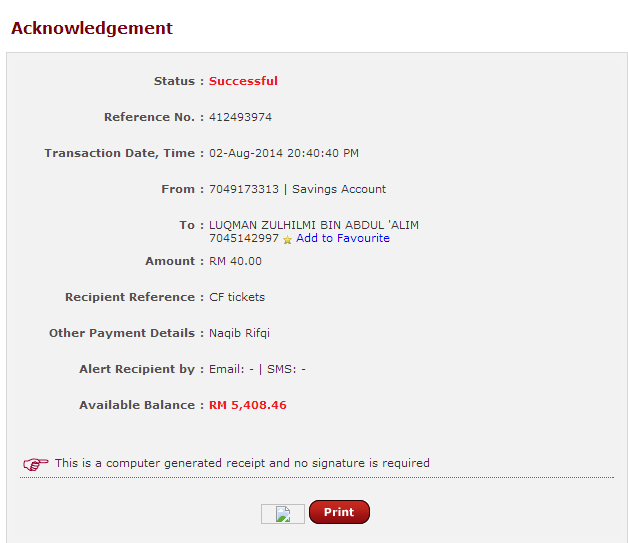 Acknowledgement
Status : Successful
Reference No. : 412493974
Transaction Date, Time : 02-Aug-2014 20:40:40 PM
From : 7049173313 | Savings Account
To : LUQMAN ZULHILMI BIN ABDUL 'ALIM
7045142997 Add to Favourite
Amount : RM 40.00
Recipient Reference : CF tickets
Other Payment Details : Naqib Rifqi
Alert Recipient by : Email: - | SMS: -
Available Balance : RM 5,408.46
This is a computer generated receipt and no signature is required
Print